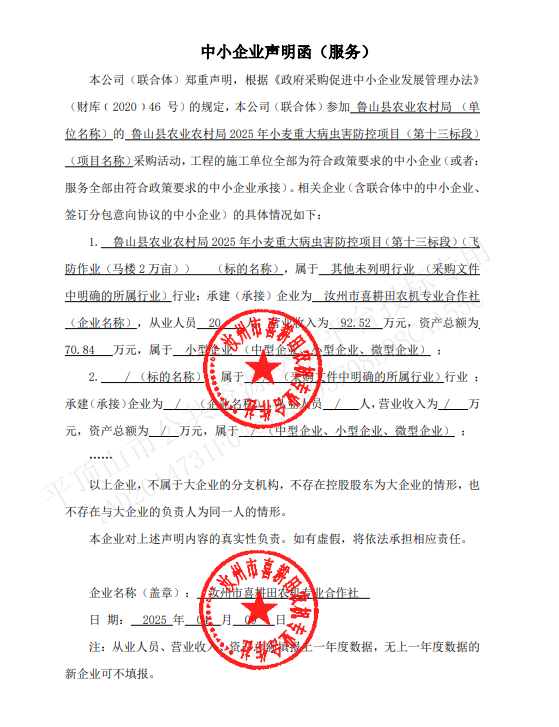 中小企业声明函（服务）
本公司（联合体）郑重声明，根据《政府采购促进中小企业发展管理办法》
（财库﹝2020﹞46 号）的规定，本公司（联合体）参加 鲁山县农业农村局 （单
位名称）的 鲁山县农业农村局 2025 年小麦重大病虫害防控项目（第十三标段）
（项目名称）采购活动，工程的施工单位全部为符合政策要求的中小企业（或者：
服务全部由符合政策要求的中小企业承接）。相关企业（含联合体中的中小企业、
签订分包意向协议的中小企业）的具体情况如下：
1. 鲁山县农业农村局 2025 年小麦重大病虫害防控项目（第十三标段）（飞
防作业（马楼 2 万亩）） （标的名称），属于 其他未列明行业 （采购文件
中明确的所属行业）行业；承建（承接）企业为 汝州市喜耕田农机专业合作社
（企业名称），从业人员 20 人，营业收入为 92.52 万元，资产总额为
70.84 万元，属于 小型企业 （中型企业、小型企业、微型企业）；
2. / （标的名称），属于 （采购文件中明确的所属行业）行业；
承建（承接）企业为 / （企业名称），从业人员 / 人，营业收入为 / 万
元，资产总额为 / 万元，属于 / （中型企业、小型企业、微型企业）；
……
以上企业，不属于大企业的分支机构，不存在控股股东为大企业的情形，也
不存在与大企业的负责人为同一人的情形。
本企业对上述声明内容的真实性负责。如有虚假，将依法承担相应责任。
企业名称（盖章）： 汝州市喜耕田农机专业合作社
日 期： 2025 年 月 日
注：从业人员、营业收入、资产总额填报上一年度数据，无上一年度数据的
新企业可不填报。
汝州市喜耕田农机专业合作社
汝州市喜耕田农机专业合作社